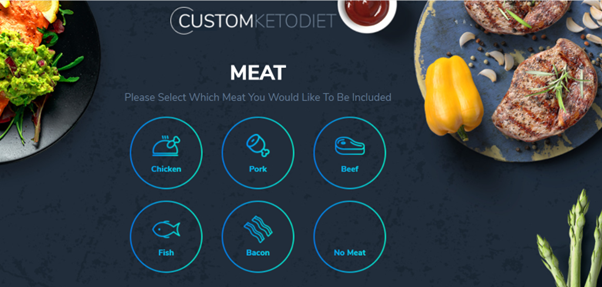 CUSTOMKETODIET
MEAT
Please Select Which Meat You Would Like To Be Included
Chicken
Pork
Beef
Fish
Bacon
No Meat